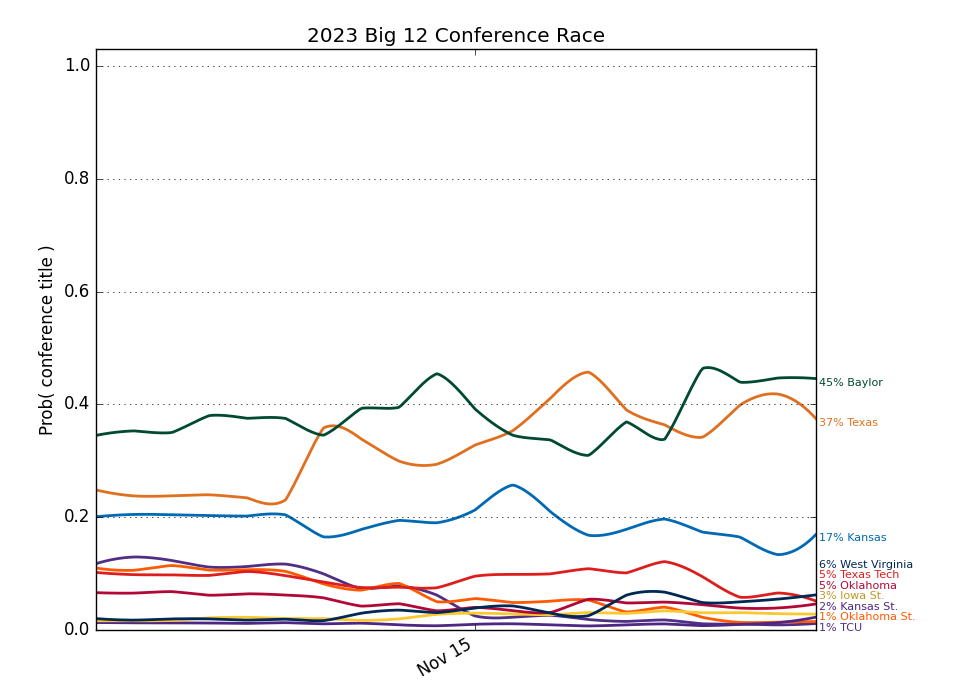 2023 Big 12 Conference Race
Prob( conference title )
1.0
0.8
0.6
0.4
0.2
0.0
Nov 15
45% Baylor
37% Texas
17% Kansas
6% West Virginia
5% Texas Tech
5% Oklahoma
3% Iowa St.
2% Kansas St.
1% Oklahoma St.
1% TCU